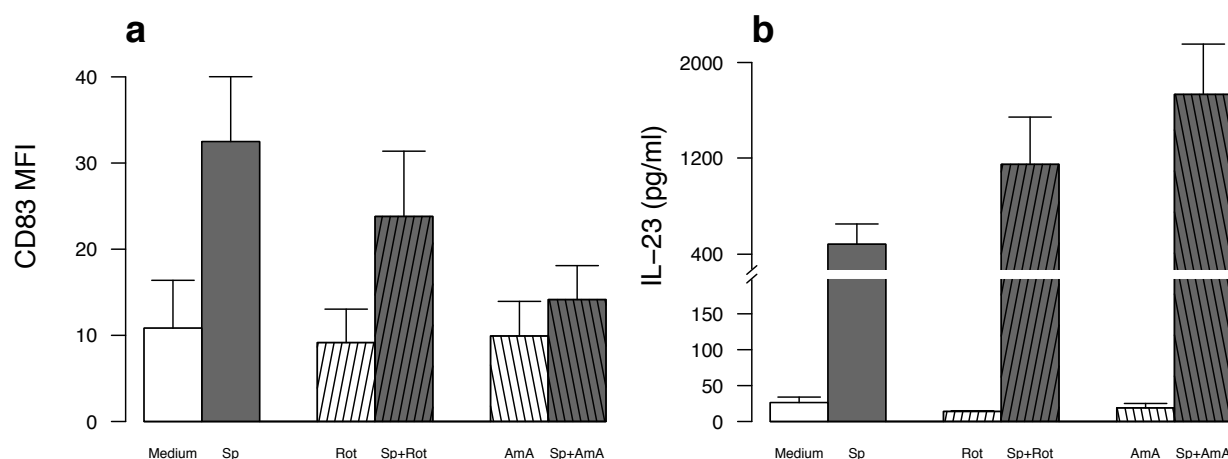 a
CD83 MFI
40
30
20
10
0
Medium Sp Rot Sp+Rot AmA Sp+AmA
b
IL−23 (pg/ml)
2000
1200
400
150
100
50
0
Medium Sp Rot Sp+Rot AmA Sp+AmA